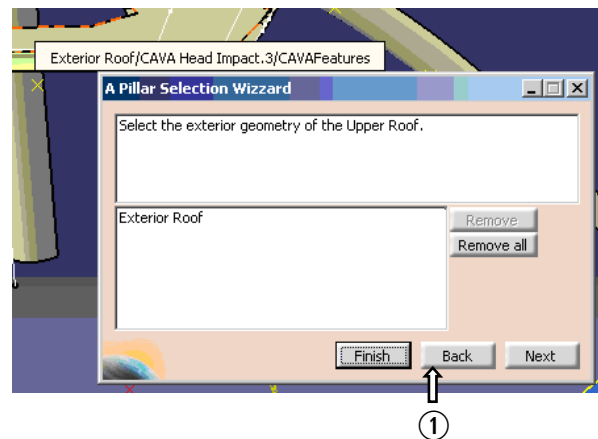 Exterior Roof/CAVA Head Impact.3/CAVAFeatures
A Pillar Selection Wizzard
Select the exterior geometry of the Upper Roof.
Exterior Roof
Remove
Remove all
Finish Back Next
①